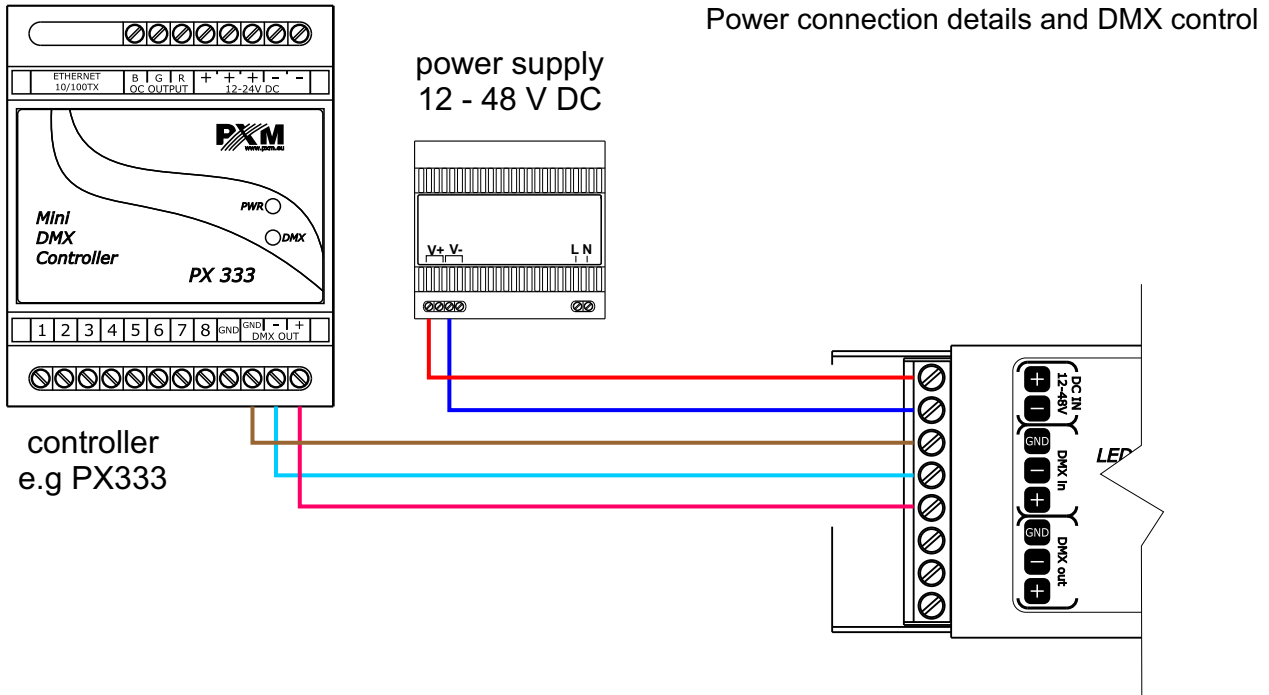 Power connection details and DMX control
ETHERNET
10/100TX
B G R + + + - -
OC OUTPUT 12-24V DC
PXM
www.pxm.eu
PWR
DMX
Mini
DMX
Controller
PX 333
1 2 3 4 5 6 7 8 GND GND - +
DMX OUT
controller
e.g PX333
power supply
12 - 48 V DC
V+ V- L N
DC IN
12-48V
+
-
DMX in
GND
-
+
DMX out
GND
-
+
LED